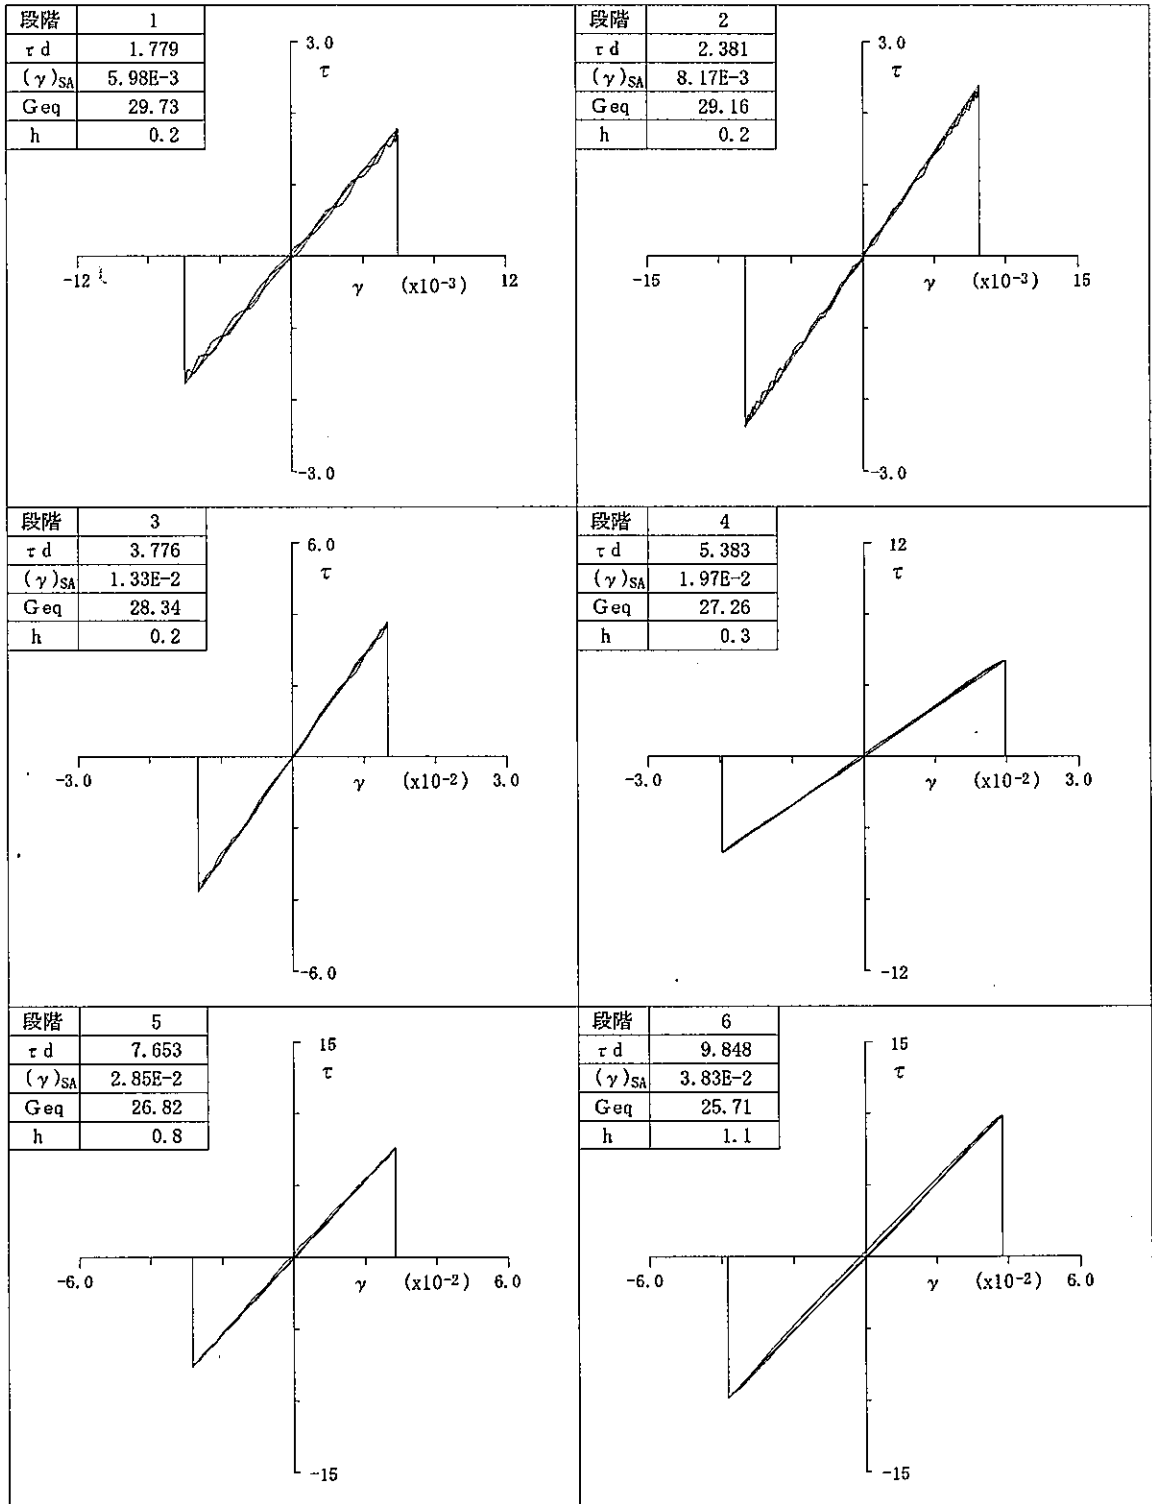 段階 1
τd 1.779
(γ)SA 5.98E-3
Geq 29.73
h 0.2
3.0
τ
-12
γ (x10-3) 12
-3.0
段階 2
τd 2.381
(γ)SA 8.17E-3
Geq 29.16
h 0.2
3.0
τ
-15
γ (x10-3) 15
-3.0
段階 3
τd 3.776
(γ)SA 1.33E-2
Geq 28.34
h 0.2
6.0
τ
-3.0
γ (x10-2) 3.0
-6.0
段階 4
τd 5.383
(γ)SA 1.97E-2
Geq 27.26
h 0.3
12
τ
-3.0
γ (x10-2) 3.0
-12
段階 5
τd 7.653
(γ)SA 2.85E-2
Geq 26.82
h 0.8
15
τ
-6.0
γ (x10-2) 6.0
-15
段階 6
τd 9.848
(γ)SA 3.83E-2
Geq 25.71
h 1.1
15
τ
-6.0
γ (x10-2) 6.0
-15